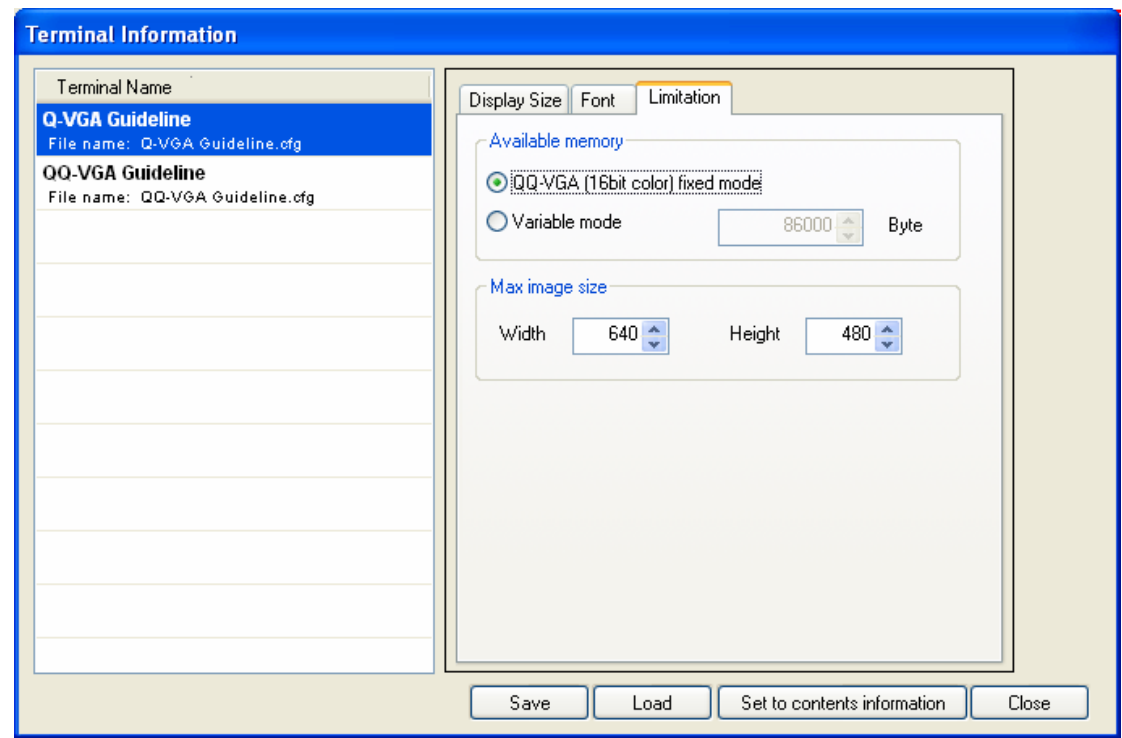 Terminal Information
Terminal Name
Q-VGA Guideline
File name: Q-VGA Guideline.cfg
QQ-VGA Guideline
File name: QQ-VGA Guideline.cfg
Display Size Font Limitation
Available memory
QQ-VGA (16bit color) fixed mode
Variable mode 86000 Byte
Max image size
Width 640 Height 480
Save Load Set to contents information Close